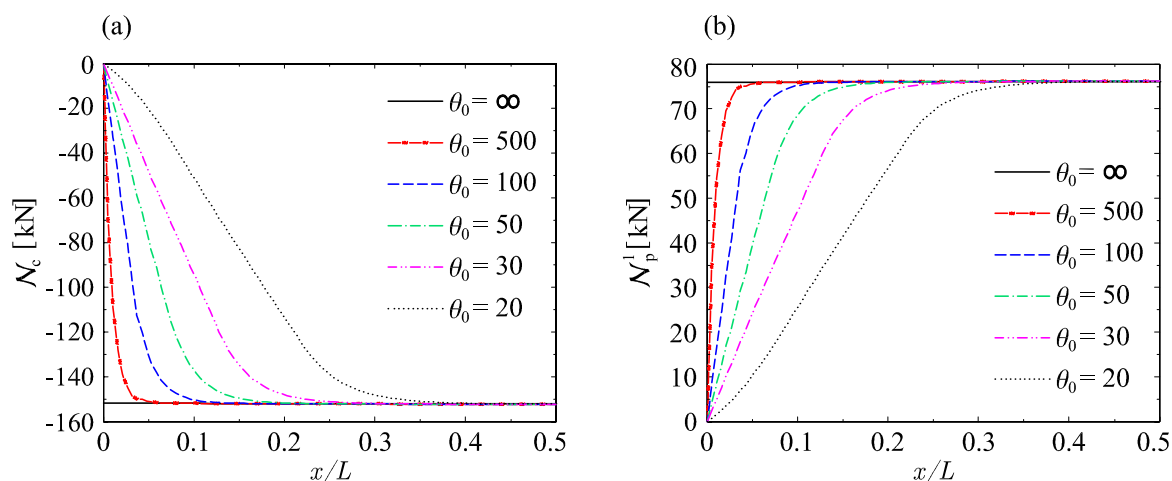 (a)
0
-20
-40
-60
-80
-100
-120
-140
-160
𝒩c [kN]
0 0.1 0.2 0.3 0.4 0.5
x/L
θ0 = ∞
θ0 = 500
θ0 = 100
θ0 = 50
θ0 = 30
θ0 = 20
(b)
80
70
60
50
40
30
20
10
0
𝒩p1 [kN]
0 0.1 0.2 0.3 0.4 0.5
x/L
θ0 = ∞
θ0 = 500
θ0 = 100
θ0 = 50
θ0 = 30
θ0 = 20